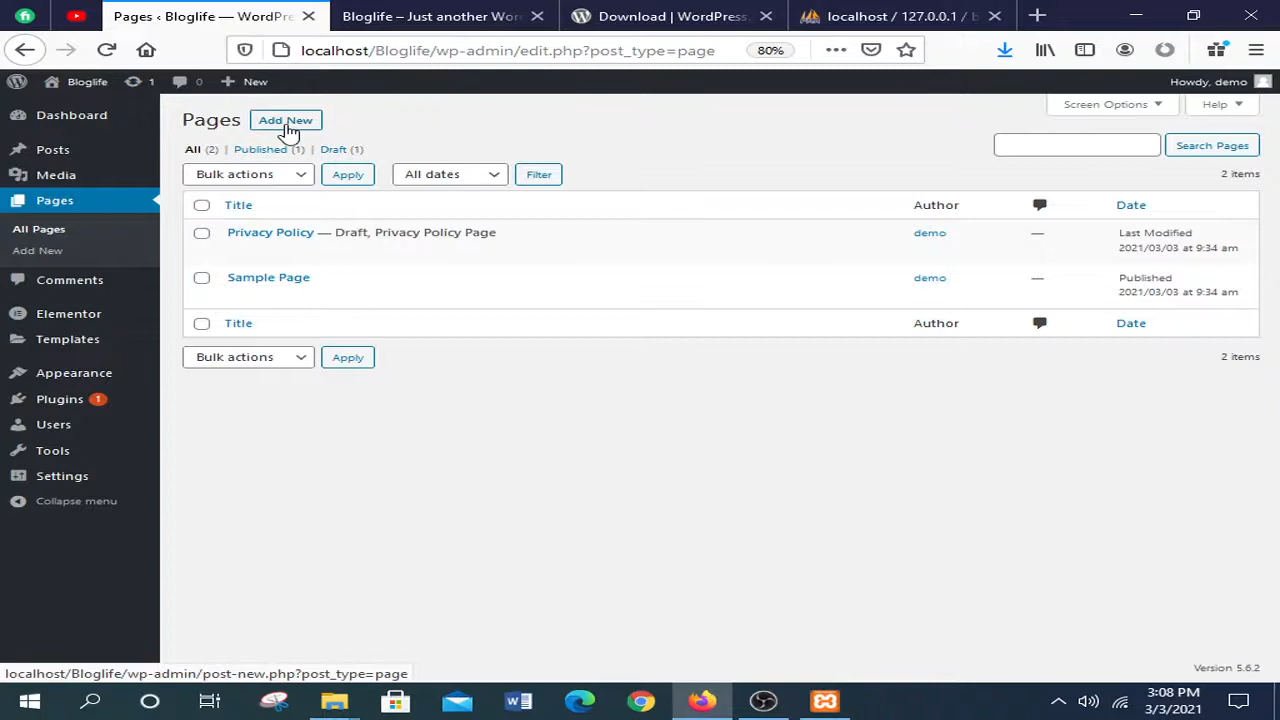 Pages ‹ Bloglife — WordPre
Bloglife – Just another Wor
Download | WordPress.
localhost / 127.0.0.1 / b
localhost/Bloglife/wp-admin/edit.php?post_type=page
80%
Bloglife
1
0
New
Howdy, demo
Dashboard
Posts
Media
Pages
All Pages
Add New
Comments
Elementor
Templates
Appearance
Plugins 1
Users
Tools
Settings
Collapse menu
Screen Options
Help
Pages
Add New
All (2) | Published (1) | Draft (1)
Search Pages
Bulk actions
Apply
All dates
Filter
2 items
Title
Author
Date
Privacy Policy — Draft, Privacy Policy Page
demo
—
Last Modified
2021/03/03 at 9:34 am
Sample Page
demo
—
Published
2021/03/03 at 9:34 am
Title
Author
Date
Bulk actions
Apply
2 items
Version 5.6.2
localhost/Bloglife/wp-admin/post-new.php?post_type=page
3:08 PM
3/3/2021